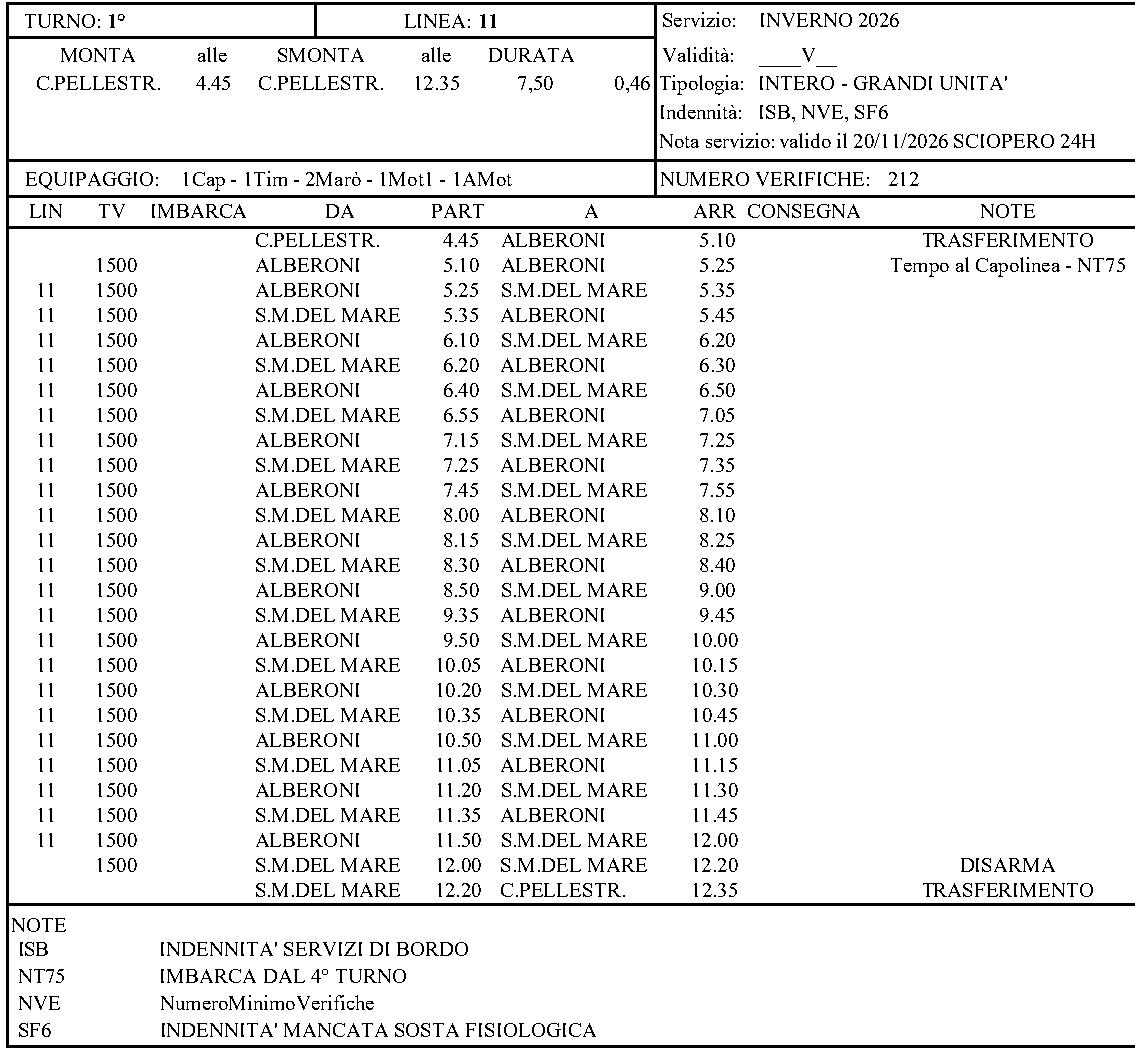 TURNO: 1° LINEA: 11 Servizio: INVERNO 2026
MONTA alle SMONTA alle DURATA Validità: ____V__
C.PELLESTR. 4.45 C.PELLESTR. 12.35 7,50 0,46 Tipologia: INTERO - GRANDI UNITA'
Indennità: ISB, NVE, SF6
Nota servizio: valido il 20/11/2026 SCIOPERO 24H
EQUIPAGGIO: 1Cap - 1Tim - 2Marò - 1Mot1 - 1AMot NUMERO VERIFICHE: 212
LIN TV IMBARCA DA PART A ARR CONSEGNA NOTE
C.PELLESTR. 4.45 ALBERONI 5.10 TRASFERIMENTO
1500 ALBERONI 5.10 ALBERONI 5.25 Tempo al Capolinea - NT75
11 1500 ALBERONI 5.25 S.M.DEL MARE 5.35
11 1500 S.M.DEL MARE 5.35 ALBERONI 5.45
11 1500 ALBERONI 6.10 S.M.DEL MARE 6.20
11 1500 S.M.DEL MARE 6.20 ALBERONI 6.30
11 1500 ALBERONI 6.40 S.M.DEL MARE 6.50
11 1500 S.M.DEL MARE 6.55 ALBERONI 7.05
11 1500 ALBERONI 7.15 S.M.DEL MARE 7.25
11 1500 S.M.DEL MARE 7.25 ALBERONI 7.35
11 1500 ALBERONI 7.45 S.M.DEL MARE 7.55
11 1500 S.M.DEL MARE 8.00 ALBERONI 8.10
11 1500 ALBERONI 8.15 S.M.DEL MARE 8.25
11 1500 S.M.DEL MARE 8.30 ALBERONI 8.40
11 1500 ALBERONI 8.50 S.M.DEL MARE 9.00
11 1500 S.M.DEL MARE 9.35 ALBERONI 9.45
11 1500 ALBERONI 9.50 S.M.DEL MARE 10.00
11 1500 S.M.DEL MARE 10.05 ALBERONI 10.15
11 1500 ALBERONI 10.20 S.M.DEL MARE 10.30
11 1500 S.M.DEL MARE 10.35 ALBERONI 10.45
11 1500 ALBERONI 10.50 S.M.DEL MARE 11.00
11 1500 S.M.DEL MARE 11.05 ALBERONI 11.15
11 1500 ALBERONI 11.20 S.M.DEL MARE 11.30
11 1500 S.M.DEL MARE 11.35 ALBERONI 11.45
11 1500 ALBERONI 11.50 S.M.DEL MARE 12.00
1500 S.M.DEL MARE 12.00 S.M.DEL MARE 12.20 DISARMA
S.M.DEL MARE 12.20 C.PELLESTR. 12.35 TRASFERIMENTO
NOTE
ISB INDENNITA' SERVIZI DI BORDO
NT75 IMBARCA DAL 4° TURNO
NVE NumeroMinimoVerifiche
SF6 INDENNITA' MANCATA SOSTA FISIOLOGICA